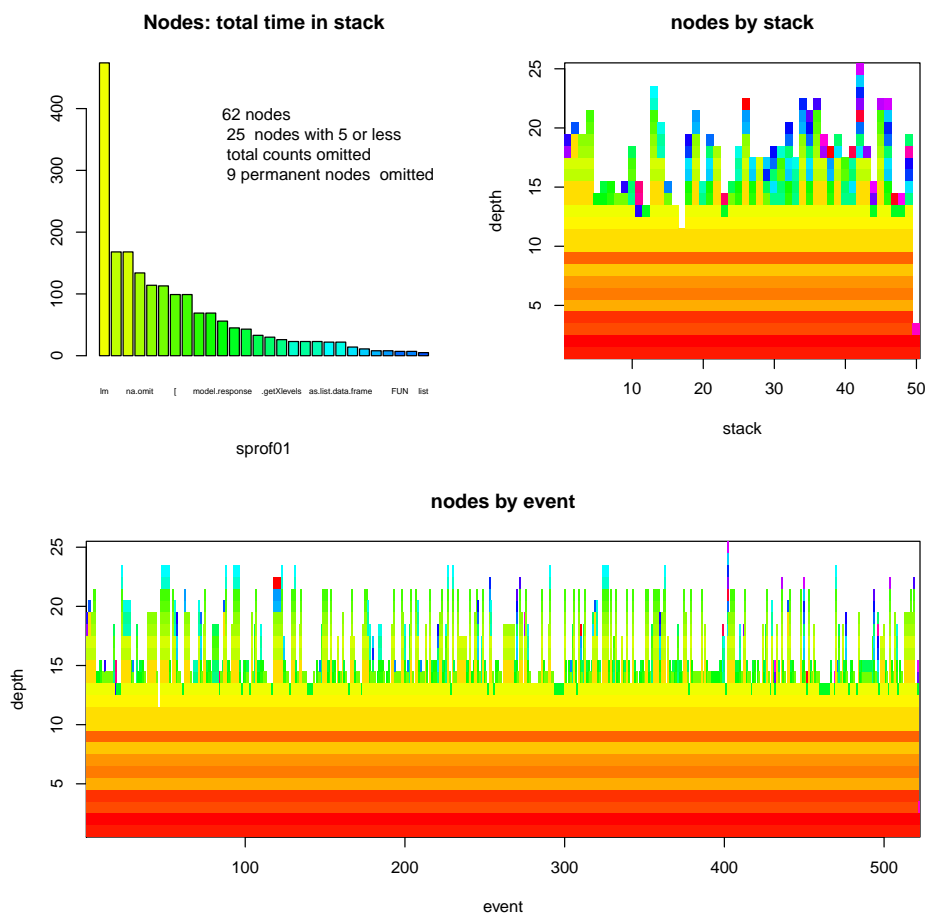 Nodes: total time in stack
400
300
200
100
0
62 nodes
25 nodes with 5 or less
total counts omitted
9 permanent nodes omitted
lm na.omit [ model.response .getXlevels as.list.data.frame FUN list
sprof01
nodes by stack
25
20
15
10
5
depth
10 20 30 40 50
stack
nodes by event
25
20
15
10
5
depth
100 200 300 400 500
event